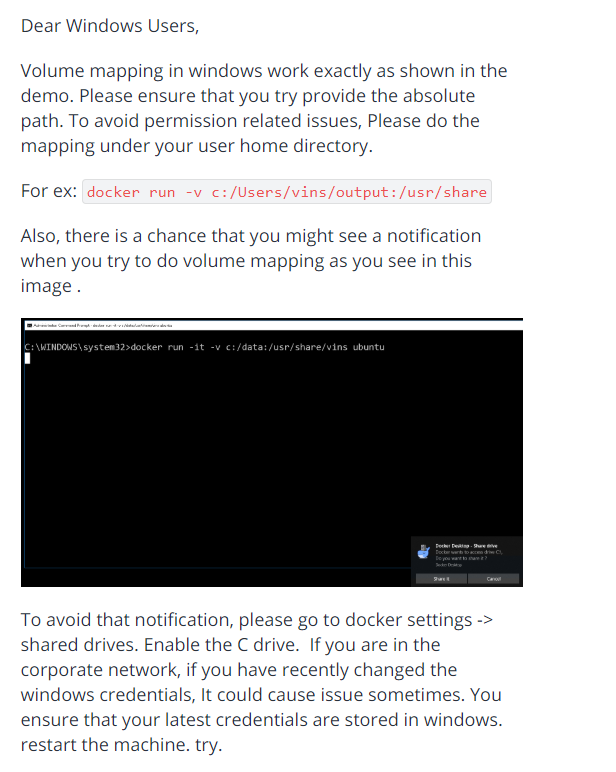 Dear Windows Users,
Volume mapping in windows work exactly as shown in the
demo. Please ensure that you try provide the absolute
path. To avoid permission related issues, Please do the
mapping under your user home directory.
For ex: docker run -v c:/Users/vins/output:/usr/share
Also, there is a chance that you might see a notification
when you try to do volume mapping as you see in this
image .
Administrator: Command Prompt - docker run -it -v c:/data:/usr/share/vins ubuntu
C:\WINDOWS\system32>docker run -it -v c:/data:/usr/share/vins ubuntu
Docker Desktop - Share drive
Docker wants to access drive C:\.
Do you want to share it ?
Docker Desktop
Share it
Cancel
To avoid that notification, please go to docker settings ->
shared drives. Enable the C drive.  If you are in the
corporate network, if you have recently changed the
windows credentials, It could cause issue sometimes. You
ensure that your latest credentials are stored in windows.
restart the machine. try.